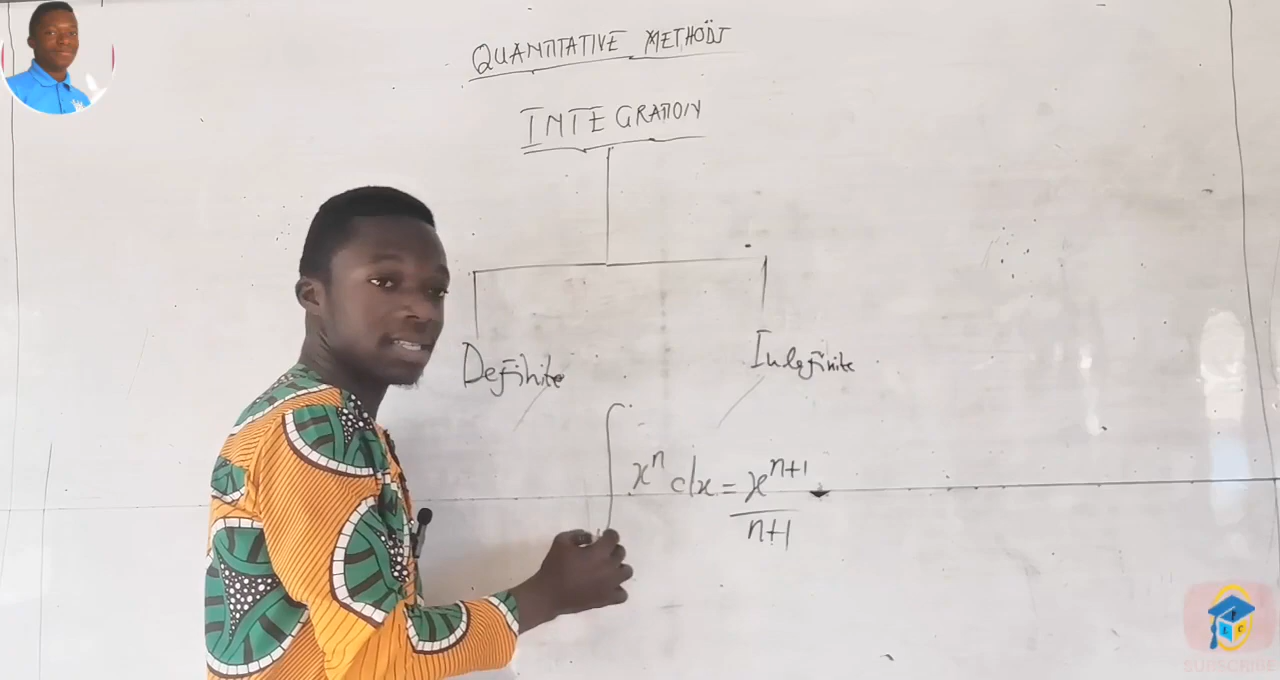 QUANTITATIVE METHODS
INTEGRATION
Definite
Indefinite
∫ xⁿ dx = xⁿ⁺¹
n+1
SUBSCRIBE